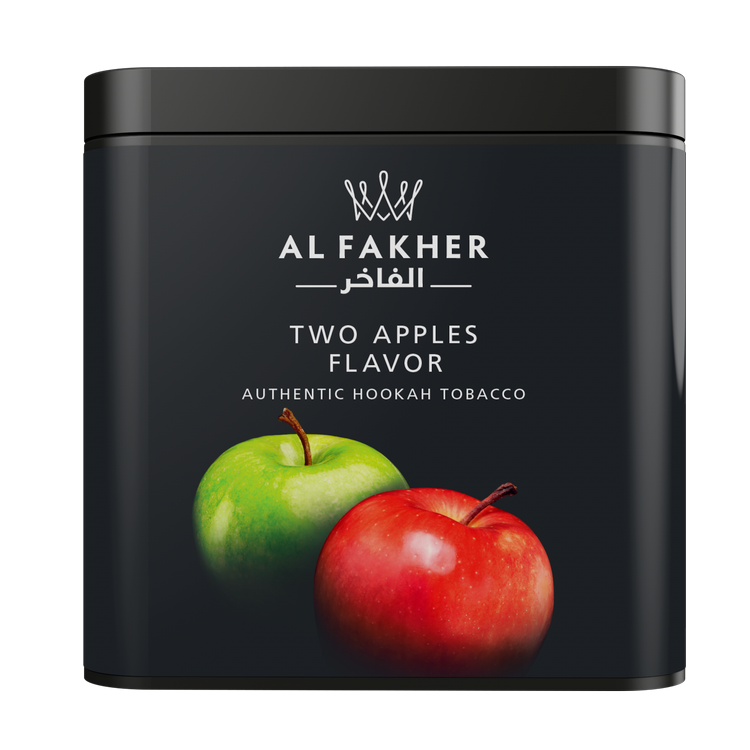 AL FAKHER
الفاخر
TWO APPLES
FLAVOR
AUTHENTIC HOOKAH TOBACCO